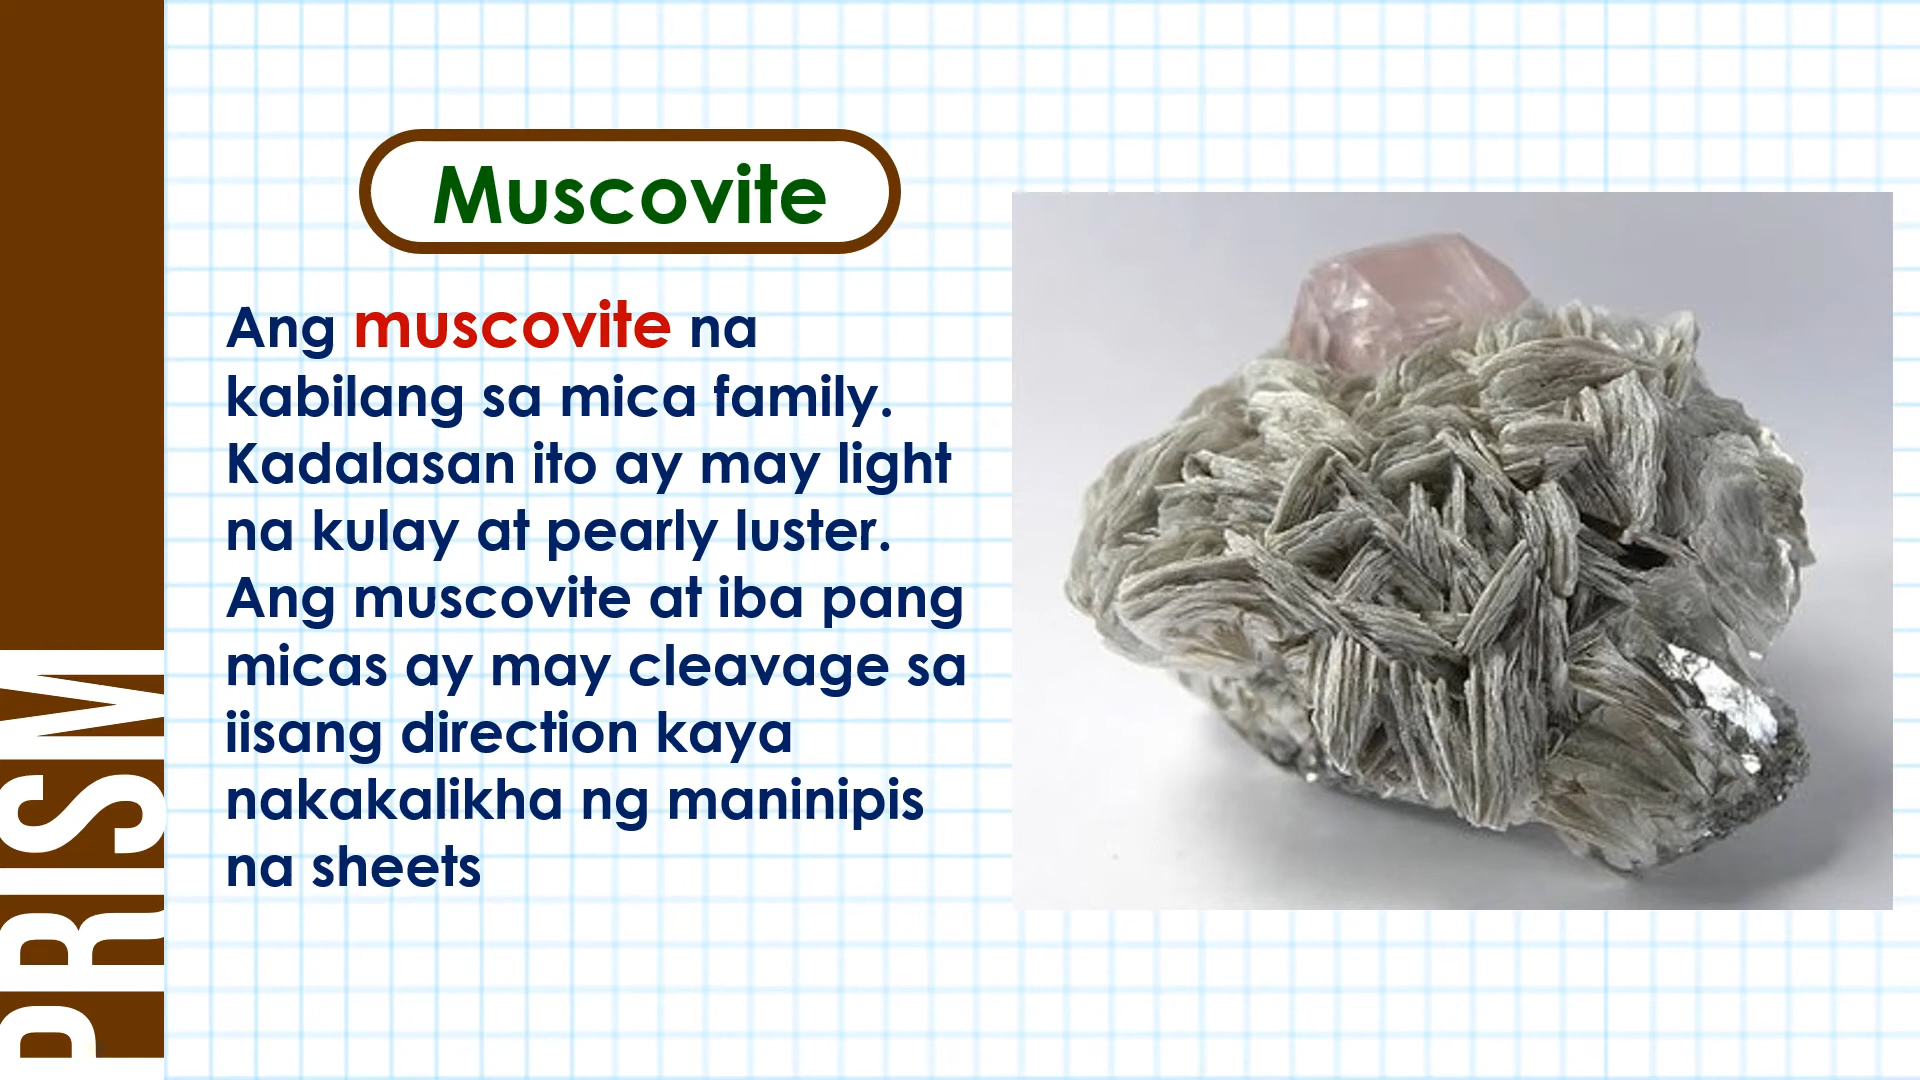 Muscovite
Ang muscovite na
kabilang sa mica family.
Kadalasan ito ay may light
na kulay at pearly luster.
Ang muscovite at iba pang
micas ay may cleavage sa
iisang direction kaya
nakakalikha ng maninipis
na sheets
PRISM